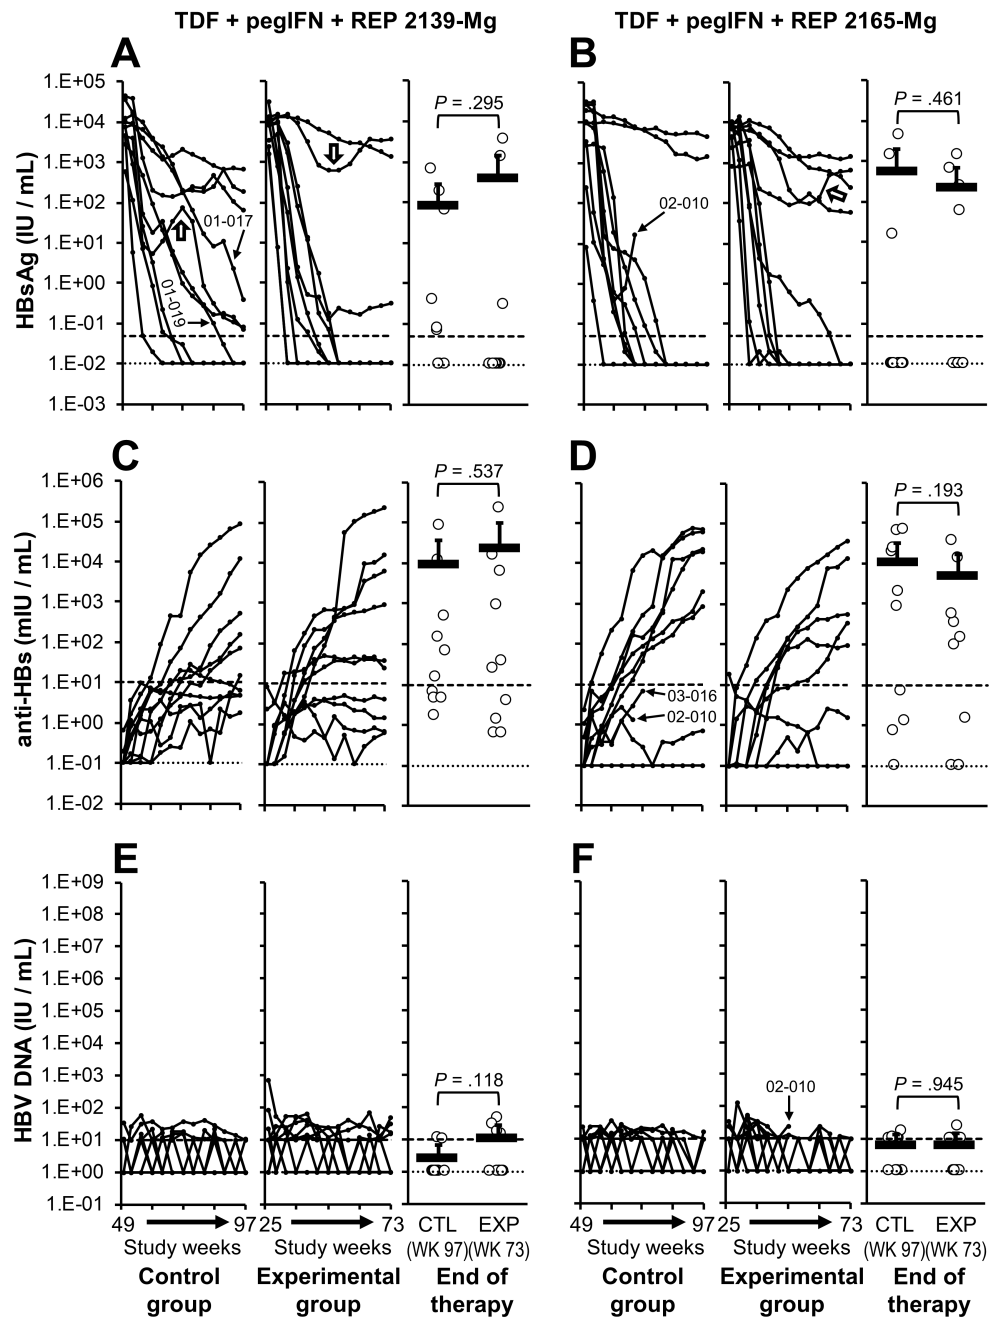 TDF + pegIFN + REP 2139-Mg
TDF + pegIFN + REP 2165-Mg
A
B
HBsAg (IU / mL)
1.E+05
1.E+04
1.E+03
1.E+02
1.E+01
1.E+00
1.E-01
1.E-02
1.E-03
01-017
01-019
P = .295
02-010
P = .461
C
D
anti-HBs (mIU / mL)
1.E+06
1.E+05
1.E+04
1.E+03
1.E+02
1.E+01
1.E+00
1.E-01
1.E-02
P = .537
03-016
02-010
P = .193
E
F
HBV DNA (IU / mL)
1.E+09
1.E+08
1.E+07
1.E+06
1.E+05
1.E+04
1.E+03
1.E+02
1.E+01
1.E+00
1.E-01
P = .118
02-010
P = .945
49 97 25 73 CTL EXP 49 97 25 73 CTL EXP
Study weeks Study weeks (WK 97) (WK 73) Study weeks Study weeks (WK 97) (WK 73)
Control Experimental End of Control Experimental End of
group group therapy group group therapy